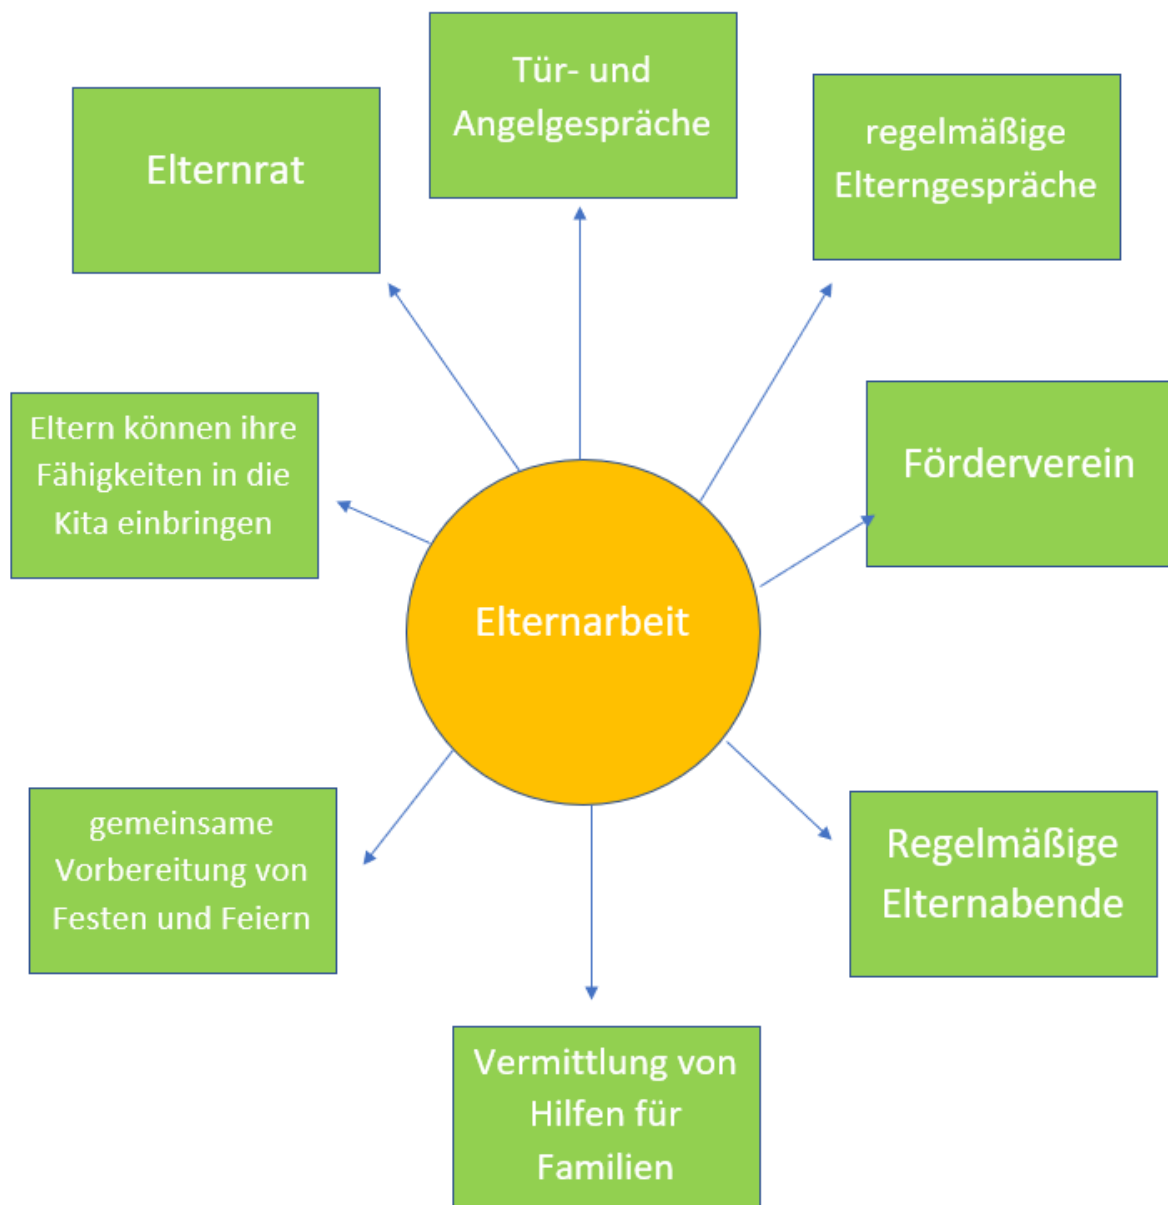 Tür- und
Angelgespräche
Elternrat
regelmäßige
Elterngespräche
Eltern können ihre
Fähigkeiten in die
Kita einbringen
Förderverein
Elternarbeit
gemeinsame
Vorbereitung von
Festen und Feiern
Regelmäßige
Elternabende
Vermittlung von
Hilfen für
Familien